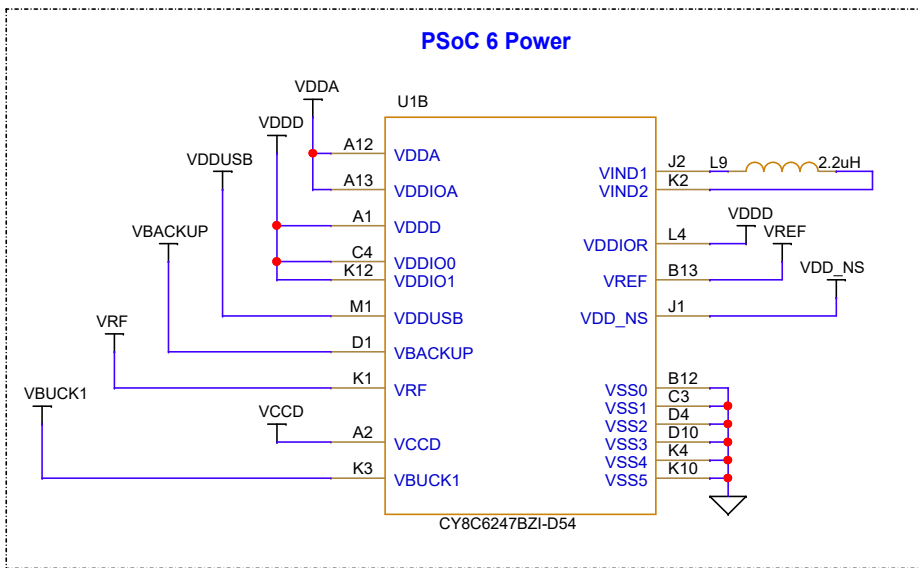 PSoC 6 Power
VDDA
U1B
VDDD
VDDUSB
VBACKUP
VRF
VBUCK1
VCCD
A12 VDDA
A13 VDDIOA
A1 VDDD
C4 VDDIO0
K12 VDDIO1
M1 VDDUSB
D1 VBACKUP
K1 VRF
A2 VCCD
K3 VBUCK1
VIND1 J2 L9 2.2uH
VIND2 K2
VDDD
VDDIOR L4
VREF
VREF B13
VDD_NS
VDD_NS J1
VSS0 B12
VSS1 C3
VSS2 D4
VSS3 D10
VSS4 K4
VSS5 K10
CY8C6247BZI-D54